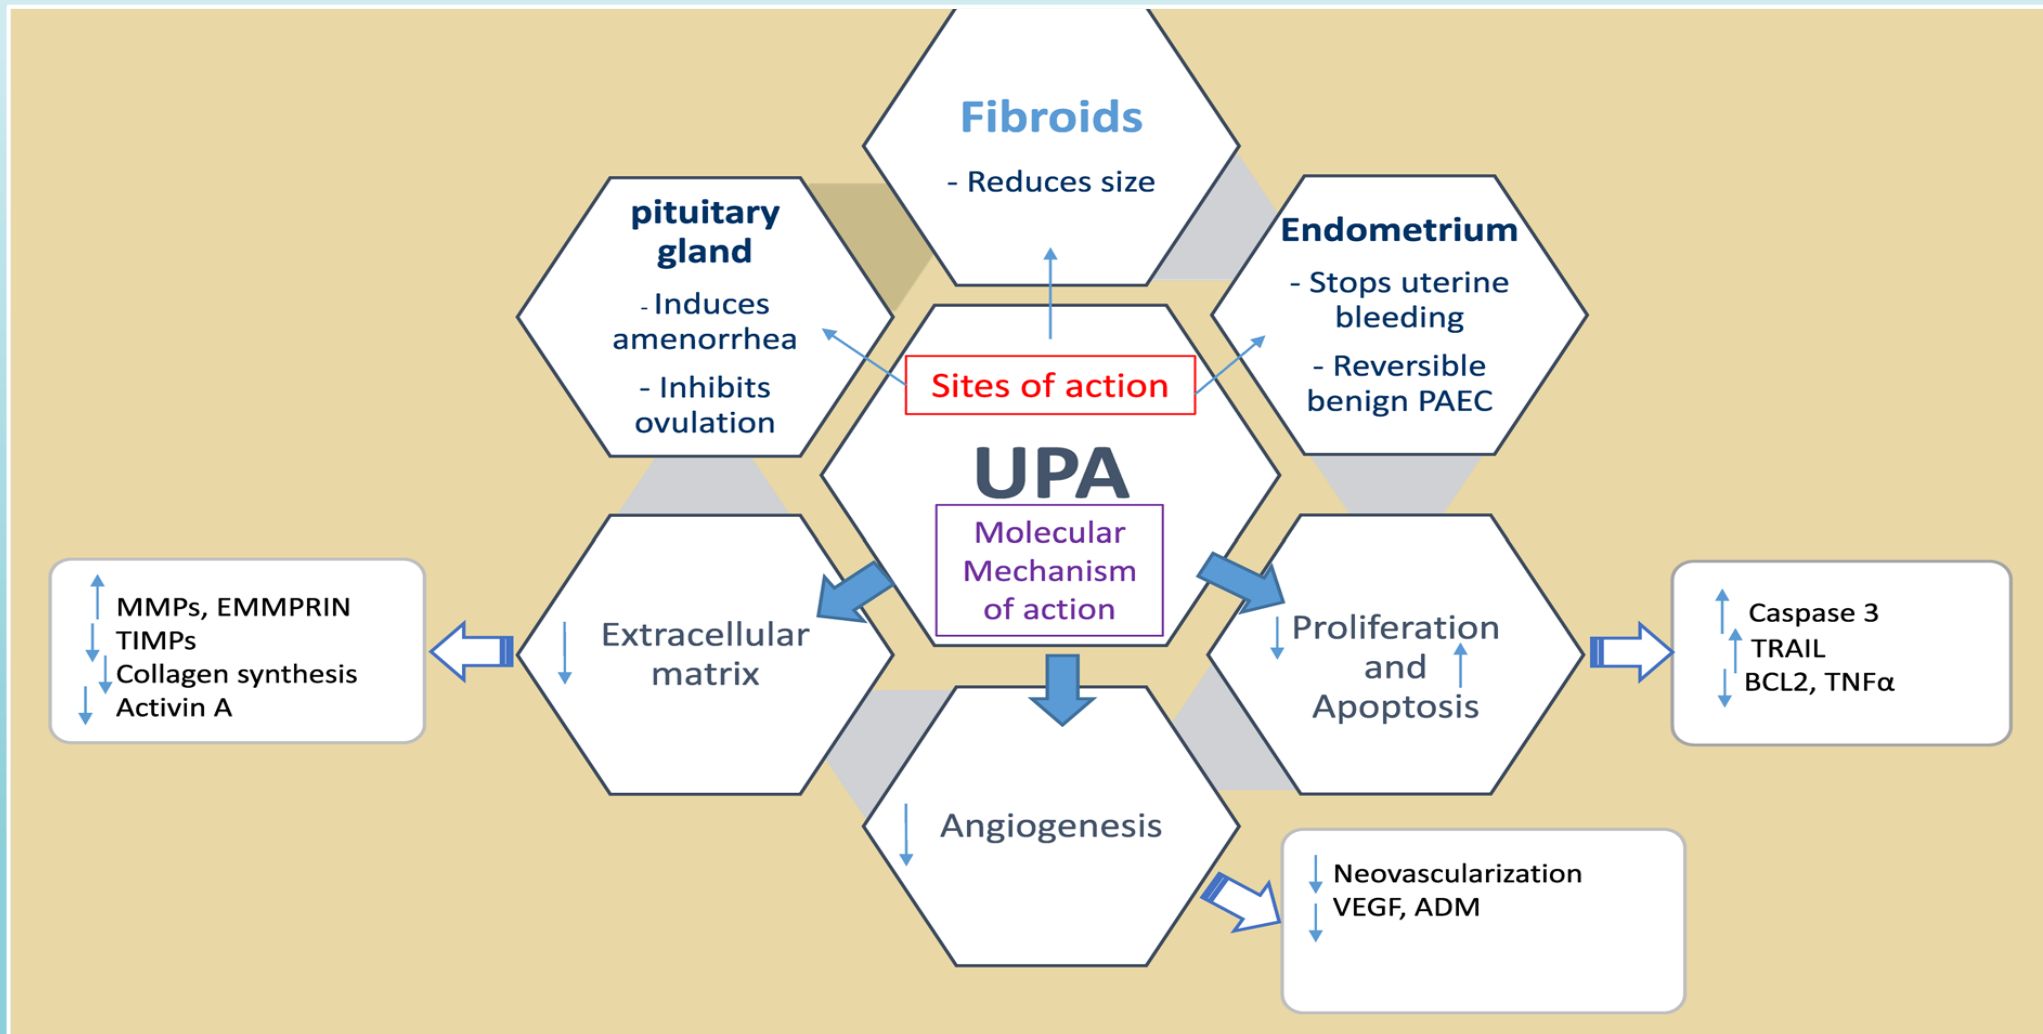 Fibroids
- Reduces size
pituitary
gland
- Induces
amenorrhea
- Inhibits
ovulation
Endometrium
- Stops uterine
bleeding
- Reversible
benign PAEC
Sites of action
UPA
Molecular
Mechanism
of action
Extracellular
matrix
MMPs, EMMPRIN
TIMPs
Collagen synthesis
Activin A
Proliferation
and
Apoptosis
Caspase 3
TRAIL
BCL2, TNFα
Angiogenesis
Neovascularization
VEGF, ADM